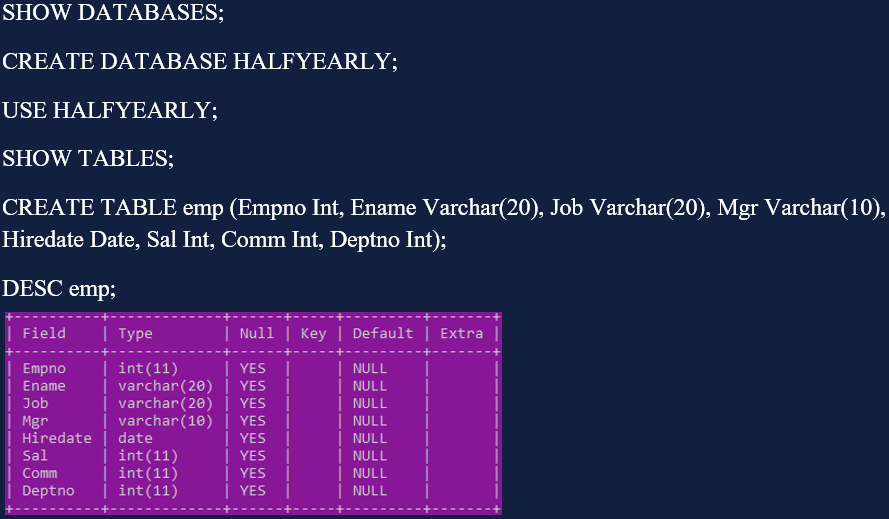 SHOW DATABASES;
CREATE DATABASE HALFYEARLY;
USE HALFYEARLY;
SHOW TABLES;
CREATE TABLE emp (Empno Int, Ename Varchar(20), Job Varchar(20), Mgr Varchar(10),
Hiredate Date, Sal Int, Comm Int, Deptno Int);
DESC emp;
+----------+-------------+------+-----+---------+-------+
| Field    | Type        | Null | Key | Default | Extra |
+----------+-------------+------+-----+---------+-------+
| Empno    | int(11)     | YES  |     | NULL    |       |
| Ename    | varchar(20) | YES  |     | NULL    |       |
| Job      | varchar(20) | YES  |     | NULL    |       |
| Mgr      | varchar(10) | YES  |     | NULL    |       |
| Hiredate | date        | YES  |     | NULL    |       |
| Sal      | int(11)     | YES  |     | NULL    |       |
| Comm     | int(11)     | YES  |     | NULL    |       |
| Deptno   | int(11)     | YES  |     | NULL    |       |
+----------+-------------+------+-----+---------+-------+